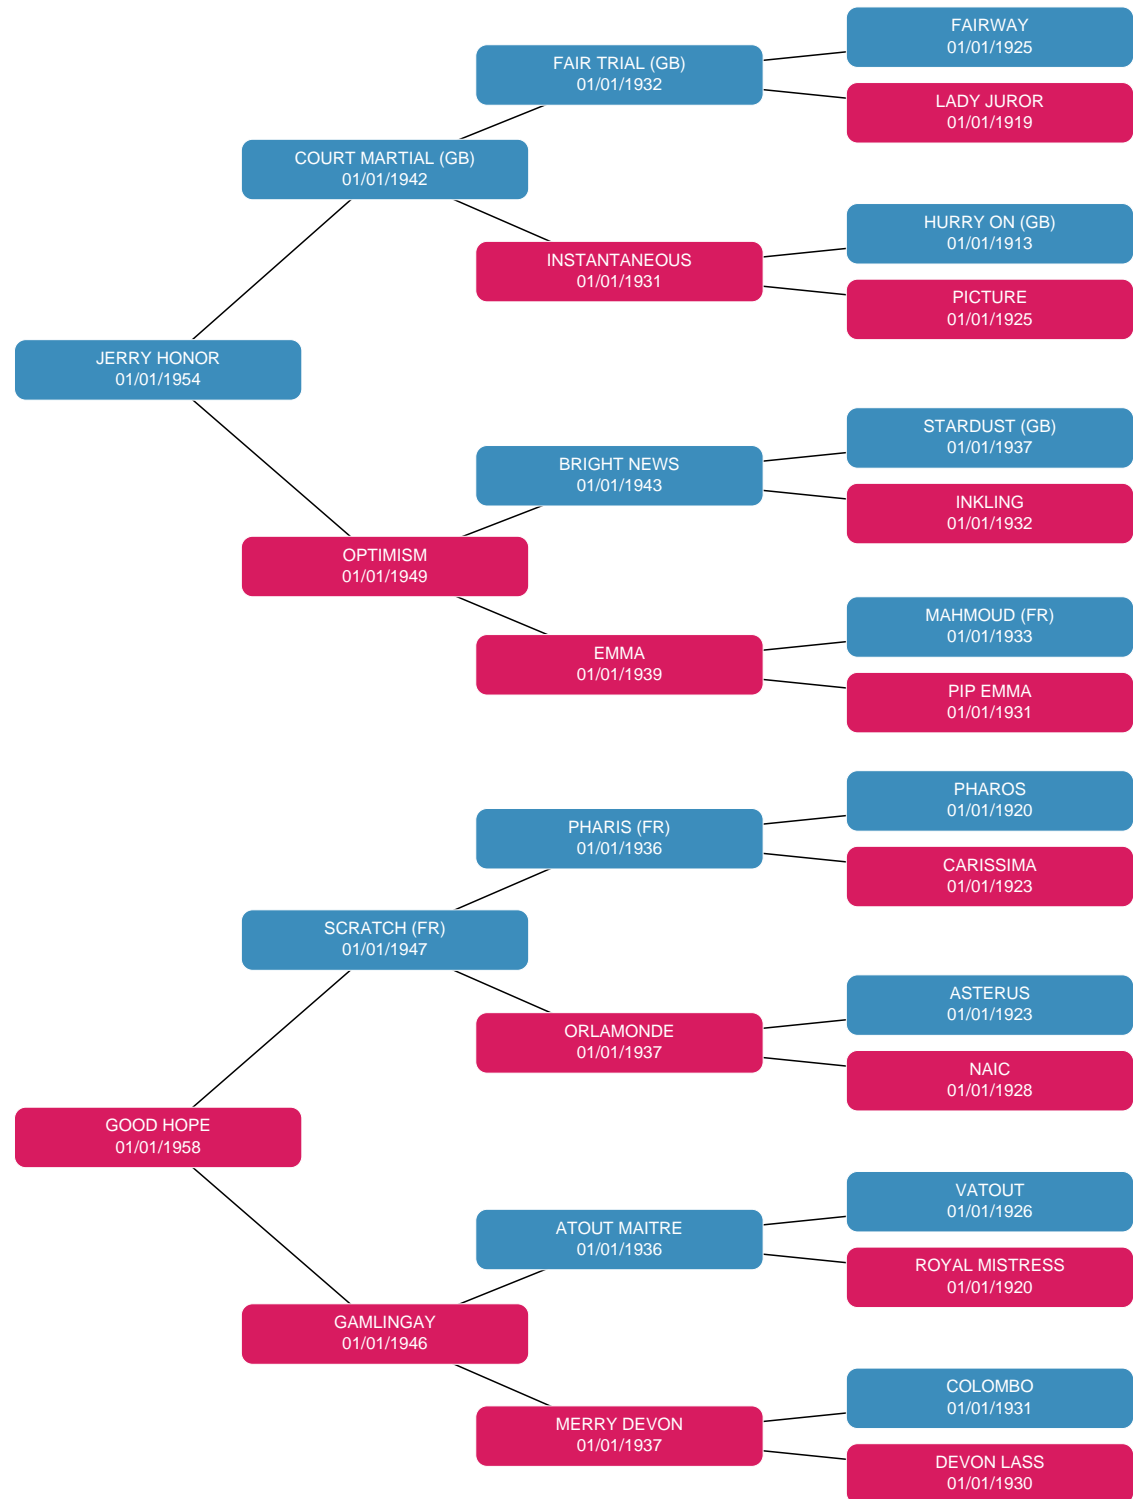 FAIRWAY
01/01/1925
FAIR TRIAL (GB)
01/01/1932
LADY JUROR
01/01/1919
COURT MARTIAL (GB)
01/01/1942
HURRY ON (GB)
01/01/1913
INSTANTANEOUS
01/01/1931
PICTURE
01/01/1925
JERRY HONOR
01/01/1954
STARDUST (GB)
01/01/1937
BRIGHT NEWS
01/01/1943
INKLING
01/01/1932
OPTIMISM
01/01/1949
MAHMOUD (FR)
01/01/1933
EMMA
01/01/1939
PIP EMMA
01/01/1931
PHAROS
01/01/1920
PHARIS (FR)
01/01/1936
CARISSIMA
01/01/1923
SCRATCH (FR)
01/01/1947
ASTERUS
01/01/1923
ORLAMONDE
01/01/1937
NAIC
01/01/1928
GOOD HOPE
01/01/1958
VATOUT
01/01/1926
ATOUT MAITRE
01/01/1936
ROYAL MISTRESS
01/01/1920
GAMLINGAY
01/01/1946
COLOMBO
01/01/1931
MERRY DEVON
01/01/1937
DEVON LASS
01/01/1930